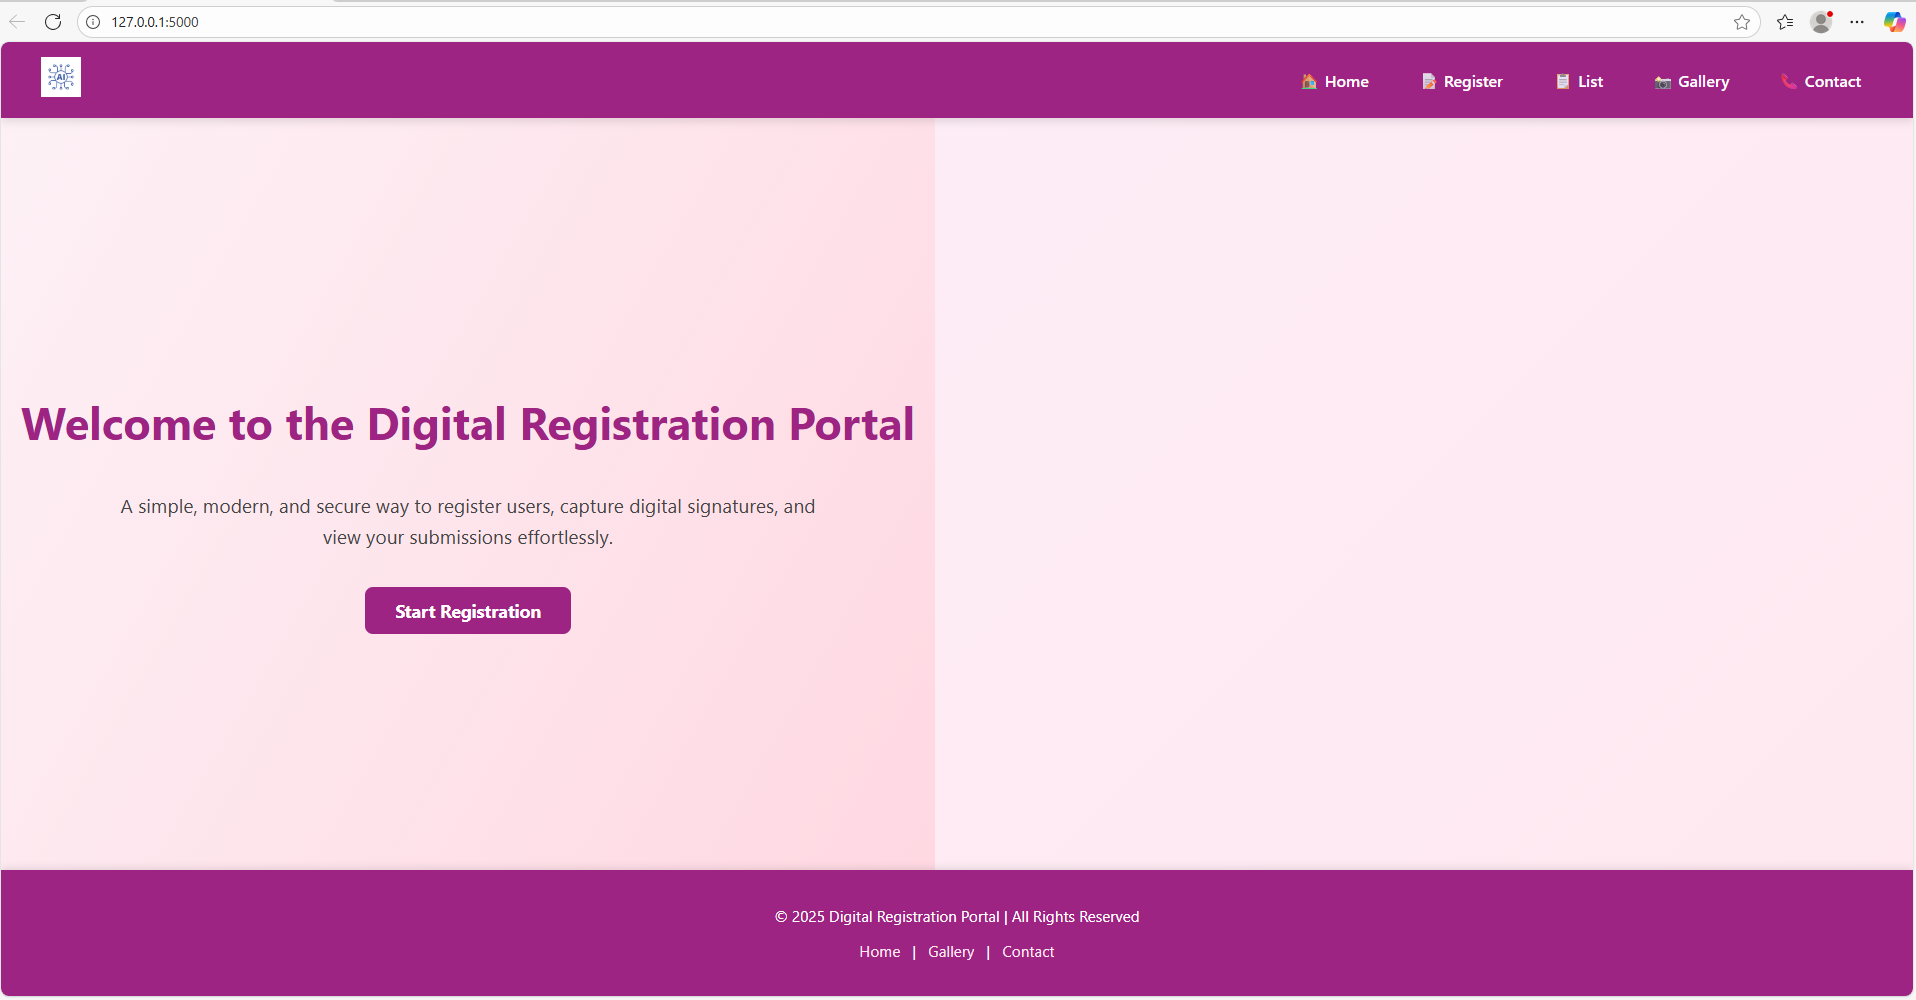 127.0.0.1:5000
AI
Home
Register
List
Gallery
Contact
Welcome to the Digital Registration Portal
A simple, modern, and secure way to register users, capture digital signatures, and
view your submissions effortlessly.
Start Registration
© 2025 Digital Registration Portal | All Rights Reserved
Home | Gallery | Contact